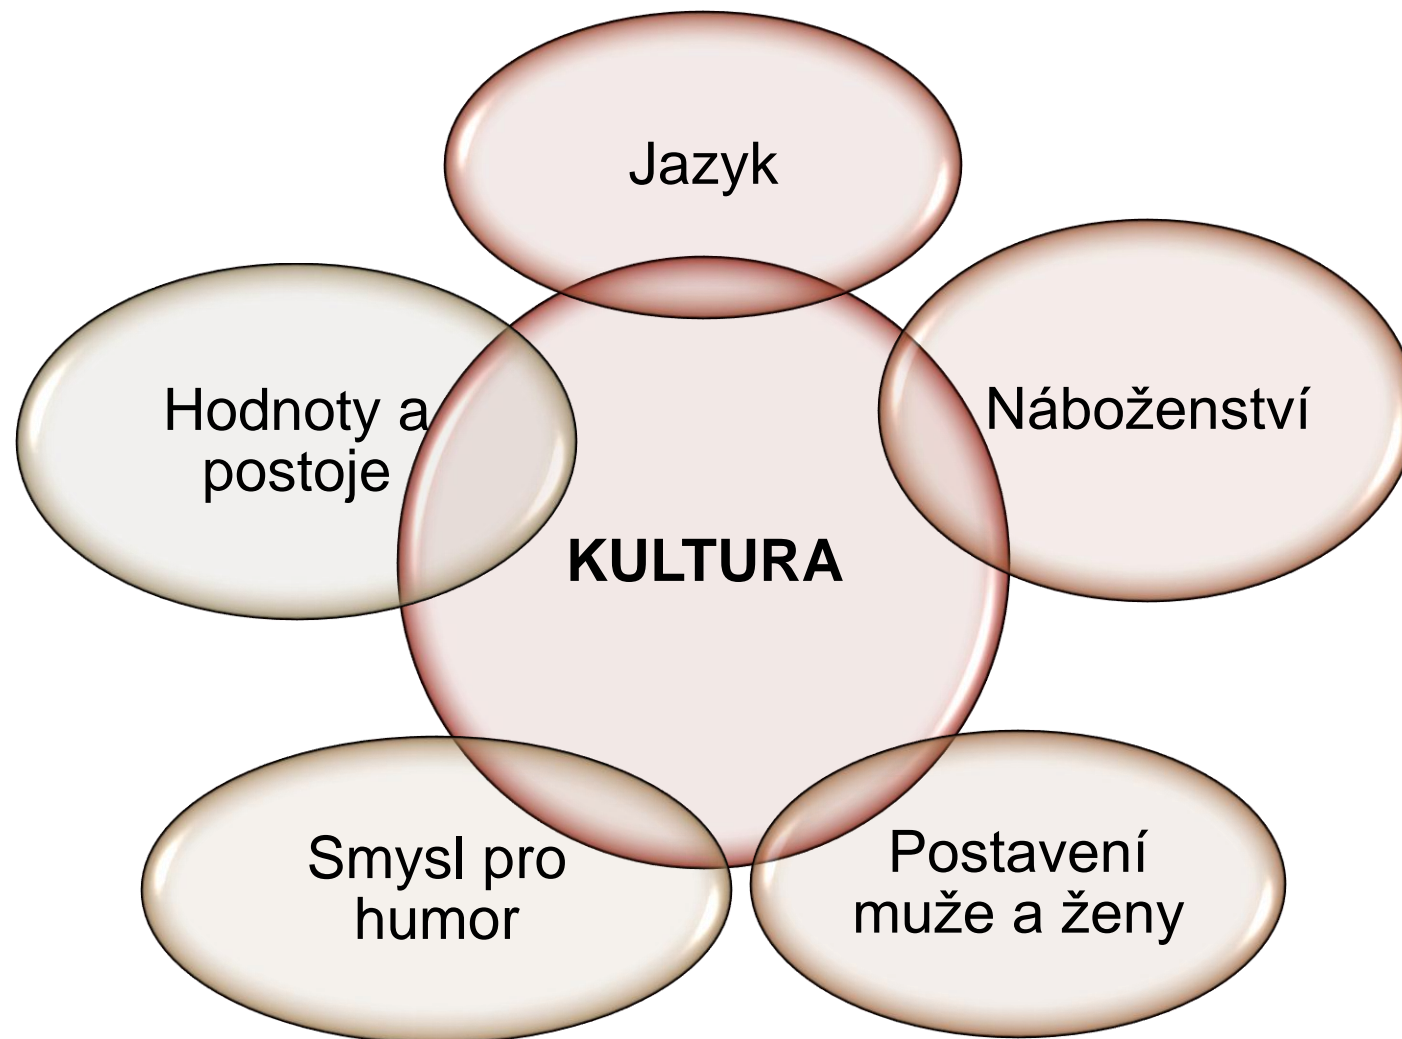 Jazyk
Náboženství
Hodnoty a
postoje
KULTURA
Smysl pro
humor
Postavení
muže a ženy